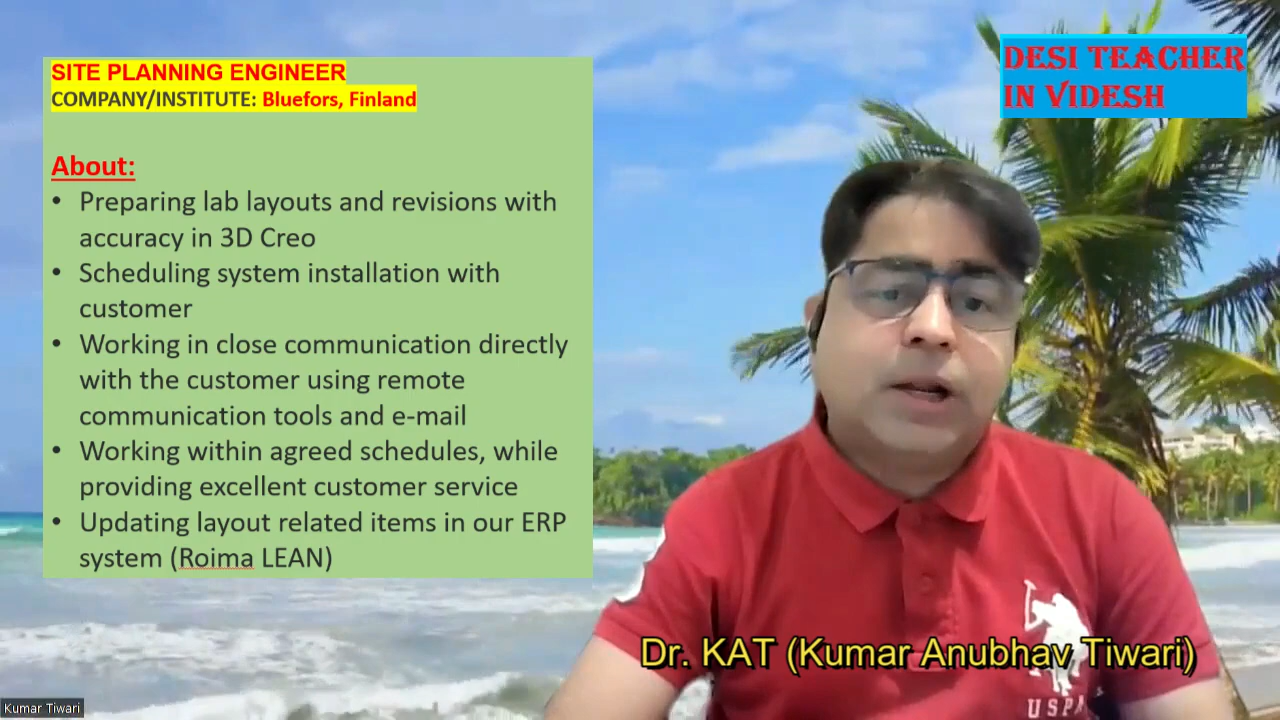 SITE PLANNING ENGINEER
COMPANY/INSTITUTE: Bluefors, Finland
About:
• Preparing lab layouts and revisions with
accuracy in 3D Creo
• Scheduling system installation with
customer
• Working in close communication directly
with the customer using remote
communication tools and e-mail
• Working within agreed schedules, while
providing excellent customer service
• Updating layout related items in our ERP
system (Roima LEAN)
DESI TEACHER
IN VIDESH
Dr. KAT (Kumar Anubhav Tiwari)
Kumar Tiwari